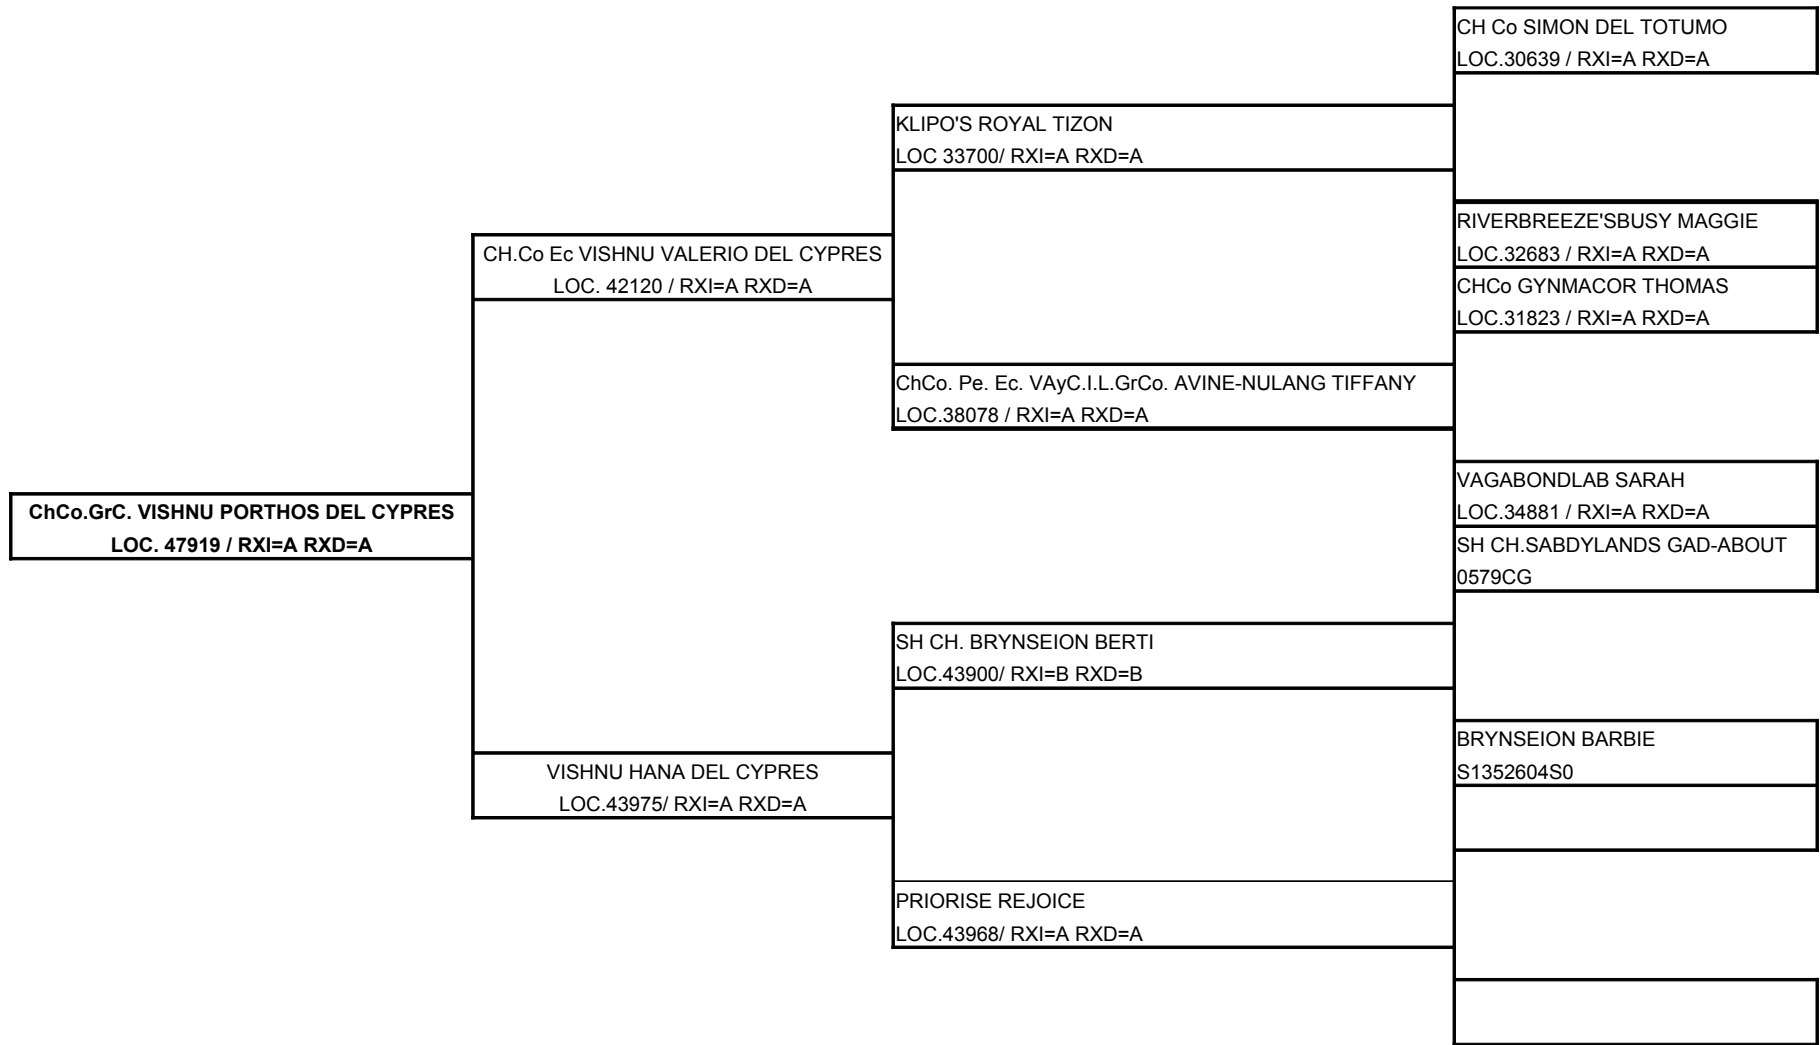 CH Co SIMON DEL TOTUMO
LOC.30639 / RXI=A RXD=A
KLIPO'S ROYAL TIZON
LOC 33700/ RXI=A RXD=A
RIVERBREEZE'SBUSY MAGGIE
LOC.32683 / RXI=A RXD=A
CH.Co Ec VISHNU VALERIO DEL CYPRES
LOC. 42120 / RXI=A RXD=A
CHCo GYNMACOR THOMAS
LOC.31823 / RXI=A RXD=A
ChCo. Pe. Ec. VAyC.I.L.GrCo. AVINE-NULANG TIFFANY
LOC.38078 / RXI=A RXD=A
VAGABONDLAB SARAH
LOC.34881 / RXI=A RXD=A
ChCo.GrC. VISHNU PORTHOS DEL CYPRES
LOC. 47919 / RXI=A RXD=A
SH CH.SABDYLANDS GAD-ABOUT
0579CG
SH CH. BRYNSEION BERTI
LOC.43900/ RXI=B RXD=B
BRYNSEION BARBIE
S1352604S0
VISHNU HANA DEL CYPRES
LOC.43975/ RXI=A RXD=A
PRIORISE REJOICE
LOC.43968/ RXI=A RXD=A